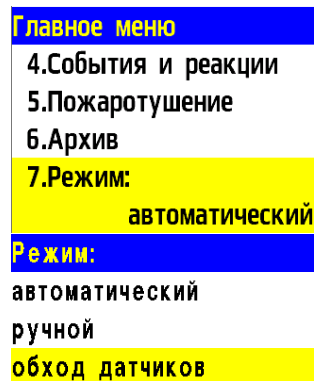 Главное меню
4.События и реакции
5.Пожаротушение
6.Архив
7.Режим:
автоматический
Режим:
автоматический
ручной
обход датчиков